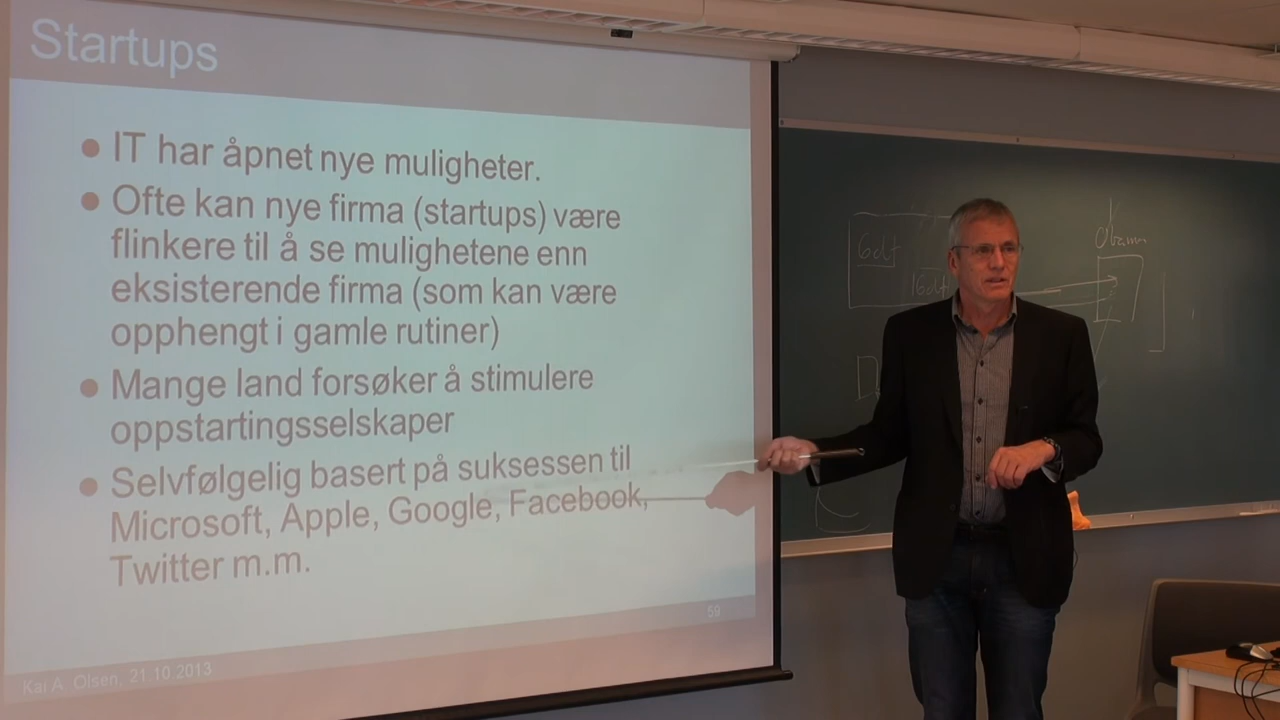 Startups
● IT har åpnet nye muligheter.
● Ofte kan nye firma (startups) være
flinkere til å se mulighetene enn
eksisterende firma (som kan være
opphengt i gamle rutiner)
● Mange land forsøker å stimulere
oppstartingsselskaper
● Selvfølgelig basert på suksessen til
Microsoft, Apple, Google, Facebook,
Twitter m.m.
59
Kai A. Olsen, 21.10.2013
Obama